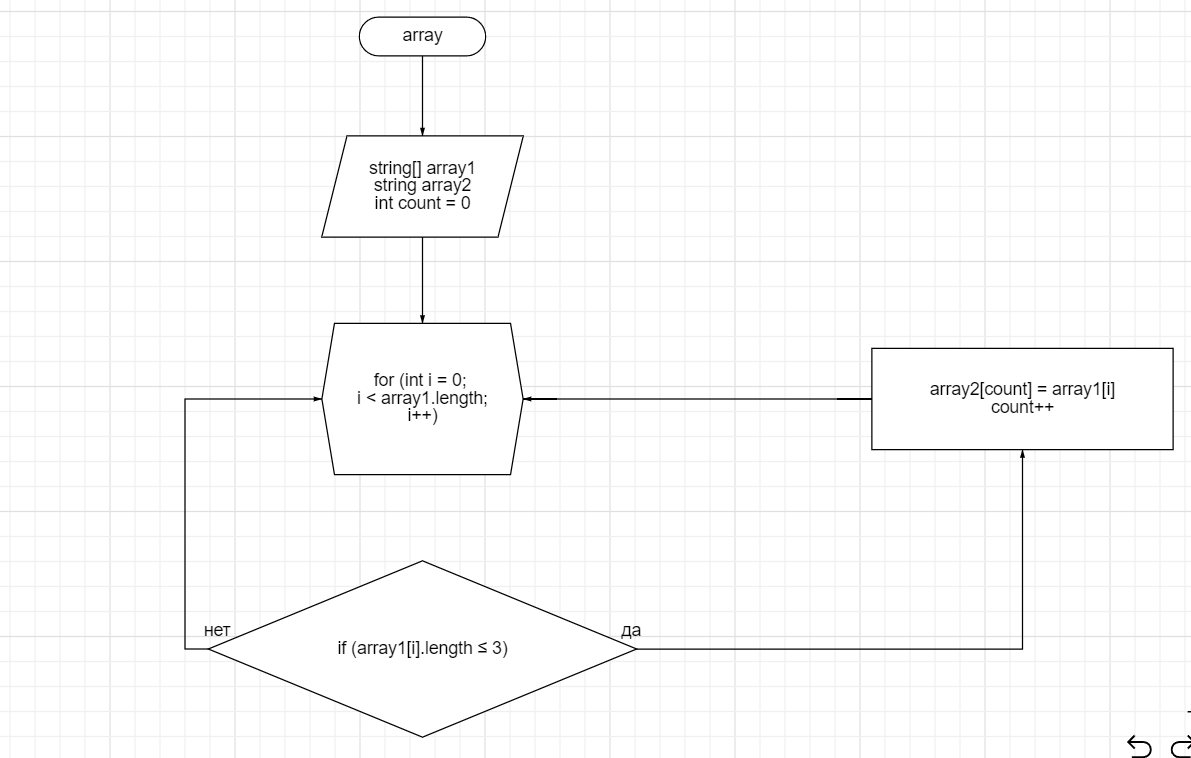 array
string[] array1
string array2
int count = 0
for (int i = 0;
i < array1.length;
i++)
array2[count] = array1[i]
count++
нет
да
if (array1[i].length ≤ 3)